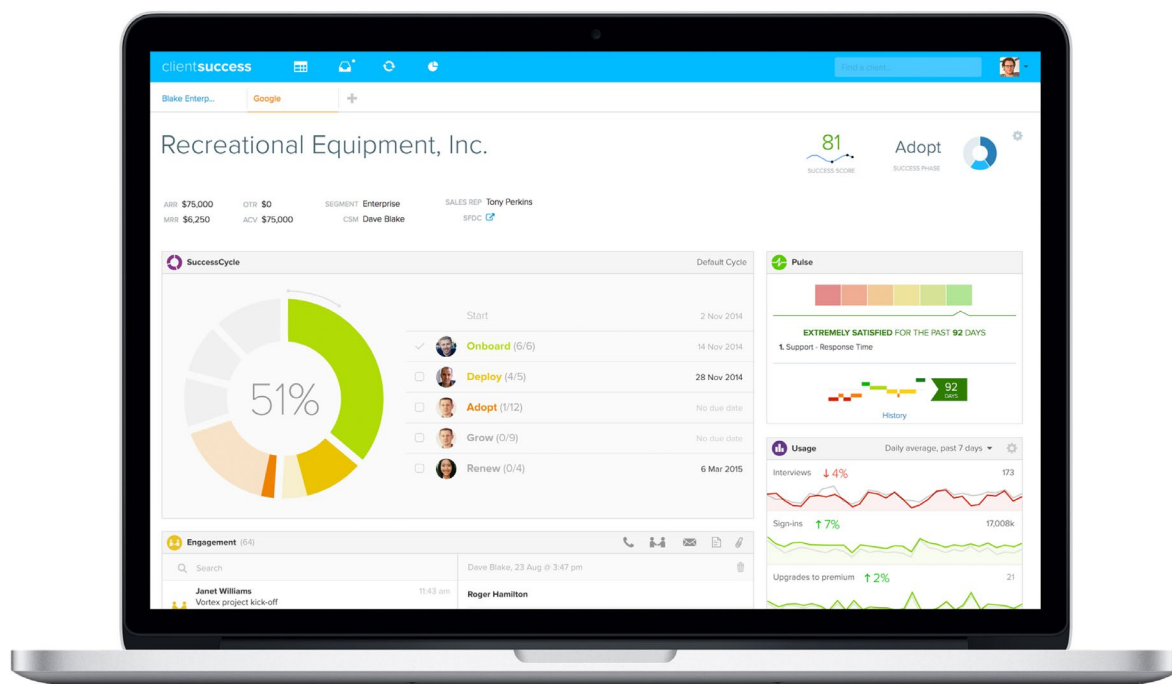 clientsuccess
Find a client...
Blake Enterp... Google
Recreational Equipment, Inc.
81
SUCCESS SCORE
Adopt
SUCCESS PHASE
ARR $75,000 OTR $0 SEGMENT Enterprise SALES REP Tony Perkins
MRR $6,250 ACV $75,000 CSM Dave Blake SFDC
SuccessCycle Default Cycle
51%
Start 2 Nov 2014
Onboard (6/6) 14 Nov 2014
Deploy (4/5) 28 Nov 2014
Adopt (1/12) No due date
Grow (0/9) No due date
Renew (0/4) 6 Mar 2015
Engagement (64)
Search
Janet Williams 11:43 am
Vortex project kick-off
Dave Blake, 23 Aug @ 3:47 pm
Roger Hamilton
Pulse
EXTREMELY SATISFIED FOR THE PAST 92 DAYS
1. Support - Response Time
92
DAYS
History
Usage Daily average, past 7 days
Interviews 4% 173
Sign-ins 7% 17,008k
Upgrades to premium 2% 21